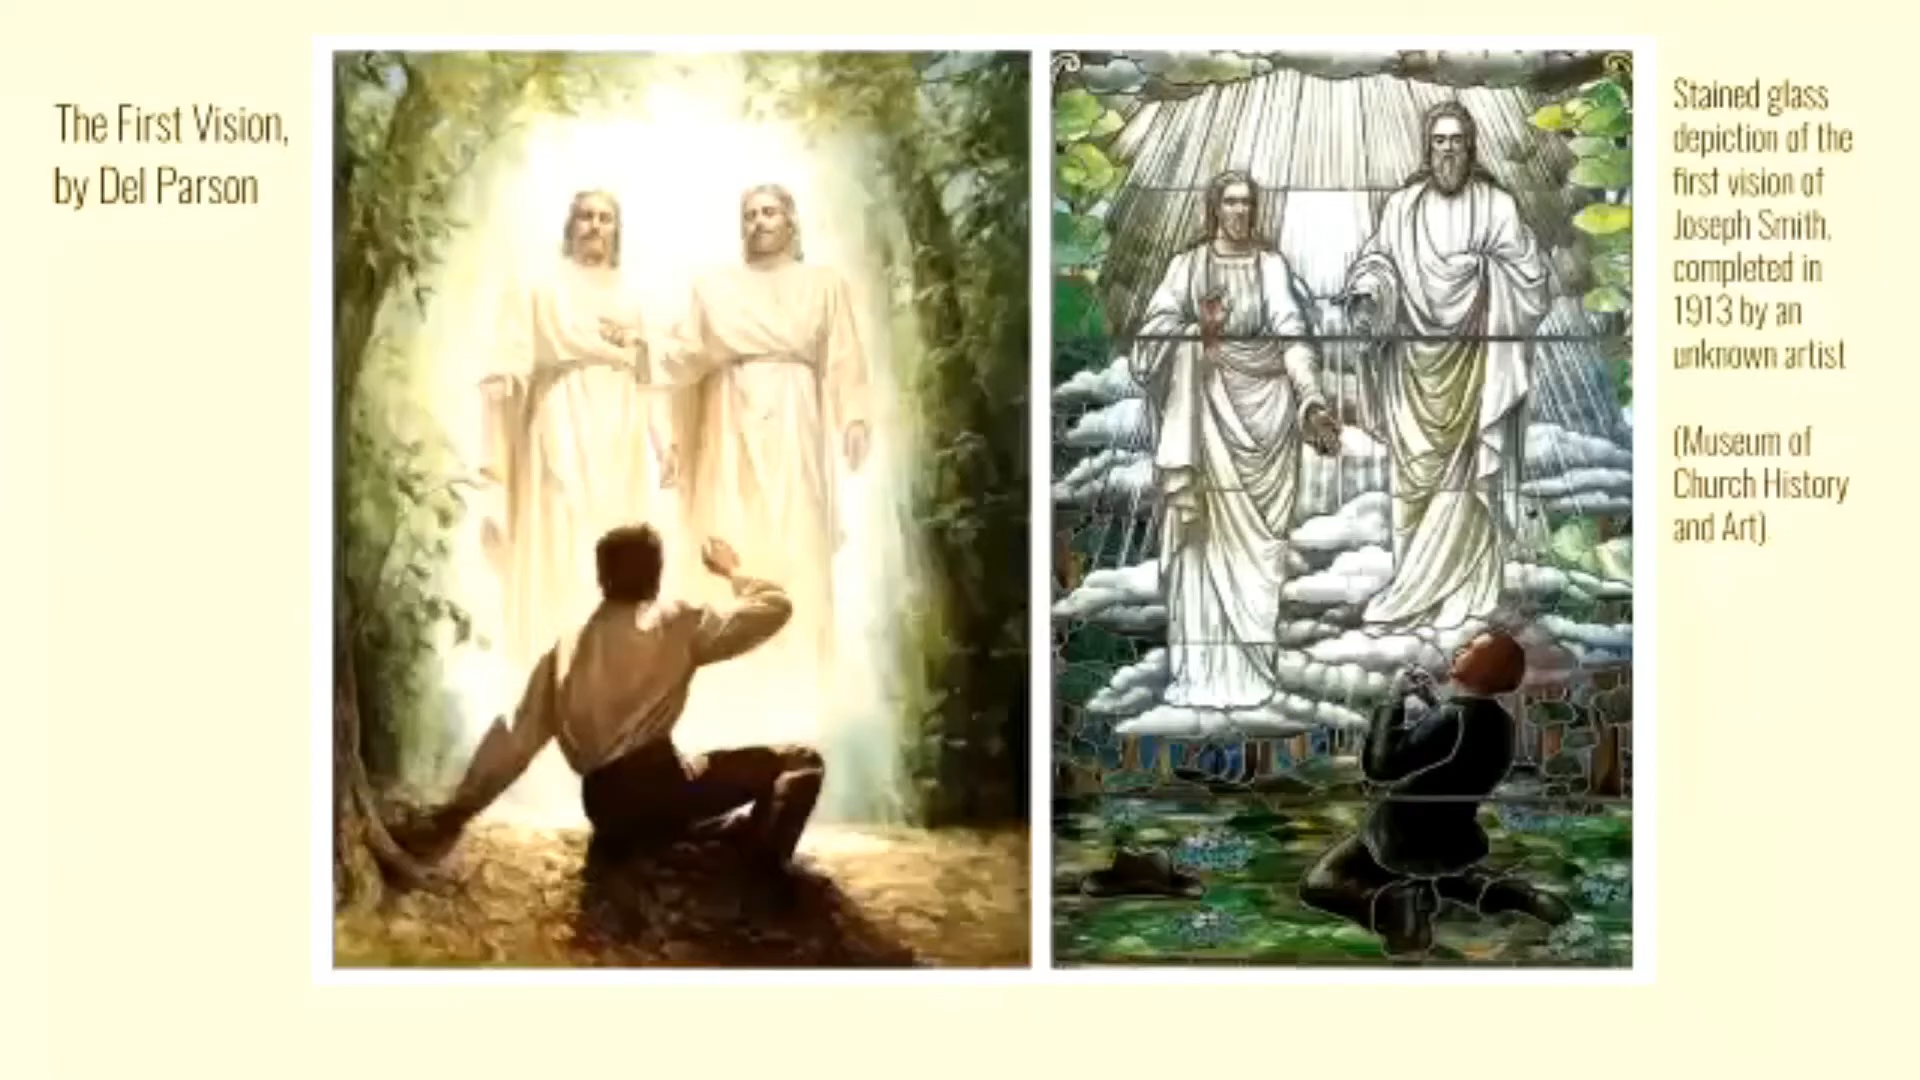 The First Vision,
by Del Parson
Stained glass
depiction of the
first vision of
Joseph Smith,
completed in
1913 by an
unknown artist
(Museum of
Church History
and Art)